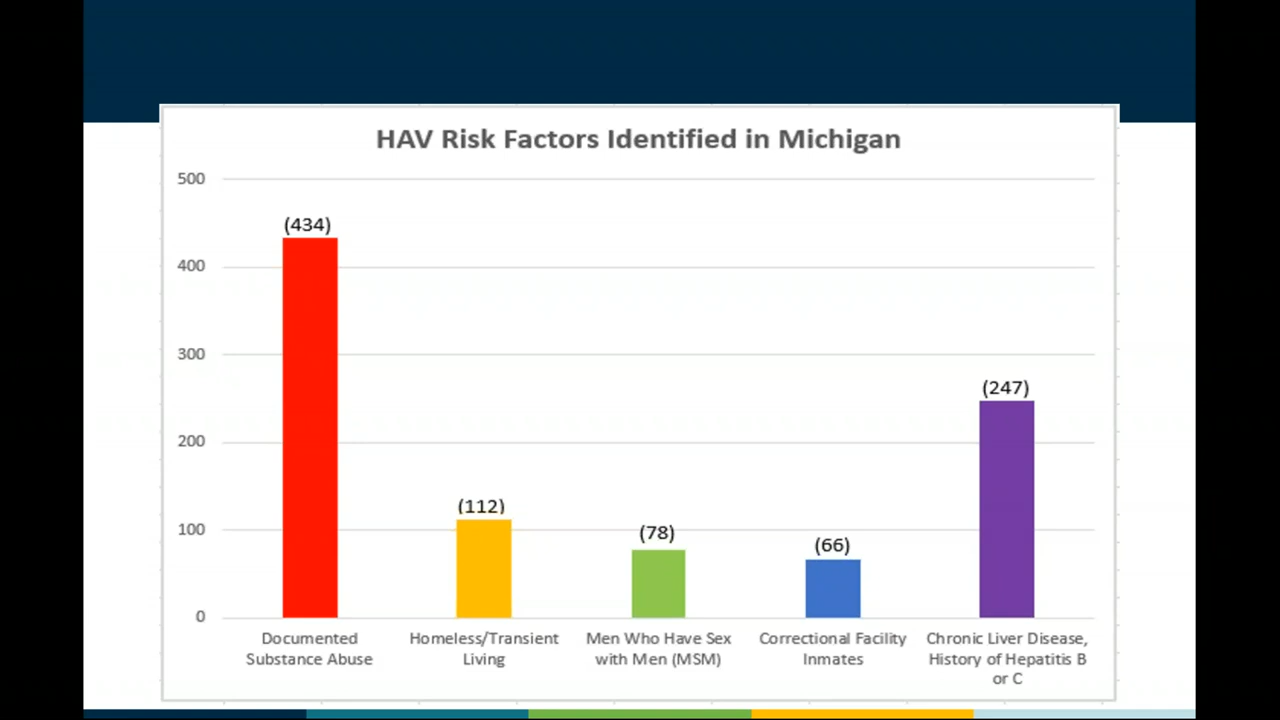 HAV Risk Factors Identified in Michigan
500
400
300
200
100
0
(434)
(112)
(78)
(66)
(247)
Documented
Substance Abuse
Homeless/Transient
Living
Men Who Have Sex
with Men (MSM)
Correctional Facility
Inmates
Chronic Liver Disease,
History of Hepatitis B
or C